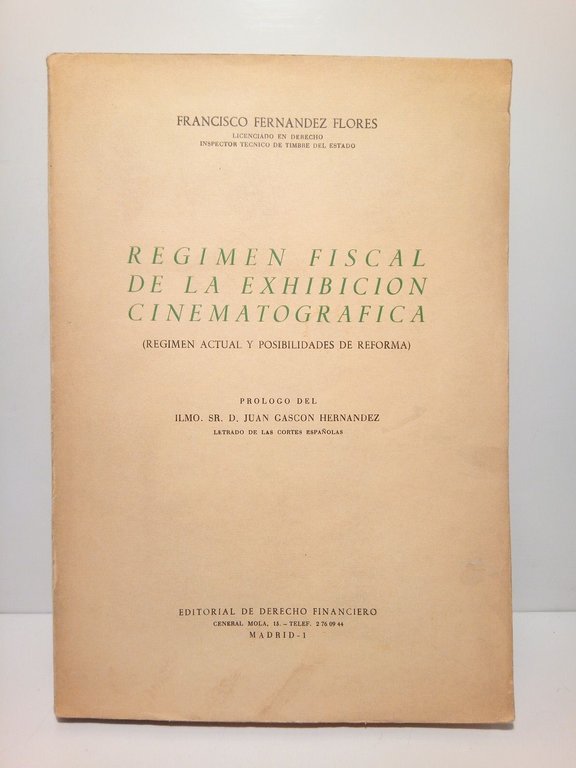 FRANCISCO FERNANDEZ FLORES
LICENCIADO EN DERECHO
INSPECTOR TECNICO DE TIMBRE DEL ESTADO
REGIMEN FISCAL
DE LA EXHIBICION
CINEMATOGRAFICA
(REGIMEN ACTUAL Y POSIBILIDADES DE REFORMA)
PROLOGO DEL
ILMO. SR. D. JUAN GASCON HERNANDEZ
LETRADO DE LAS CORTES ESPAÑOLAS
EDITORIAL DE DERECHO FINANCIERO
GENERAL MOLA, 15. - TELEF. 2 76 09 44
MADRID-1